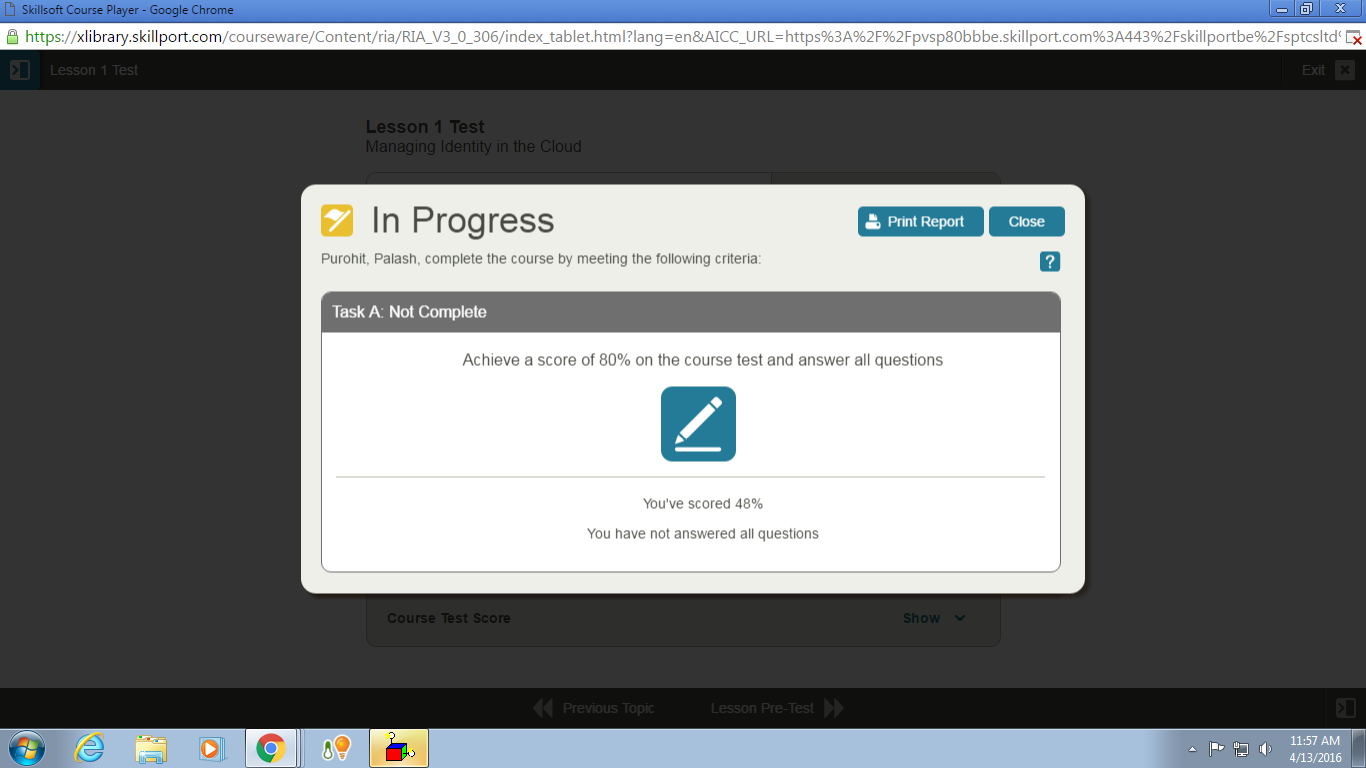 Skillsoft Course Player - Google Chrome
https://xlibrary.skillport.com/courseware/Content/ria/RIA_V3_0_306/index_tablet.html?lang=en&AICC_URL=https%3A%2F%2Fpvsp80bbbe.skillport.com%3A443%2Fskillportbe%2Fsptcsltd%
Lesson 1 Test
Exit
Lesson 1 Test
Managing Identity in the Cloud
In Progress
Print Report
Close
Purohit, Palash, complete the course by meeting the following criteria:
?
Task A: Not Complete
Achieve a score of 80% on the course test and answer all questions
You've scored 48%
You have not answered all questions
Course Test Score
Show
Previous Topic
Lesson Pre-Test
11:57 AM
4/13/2016